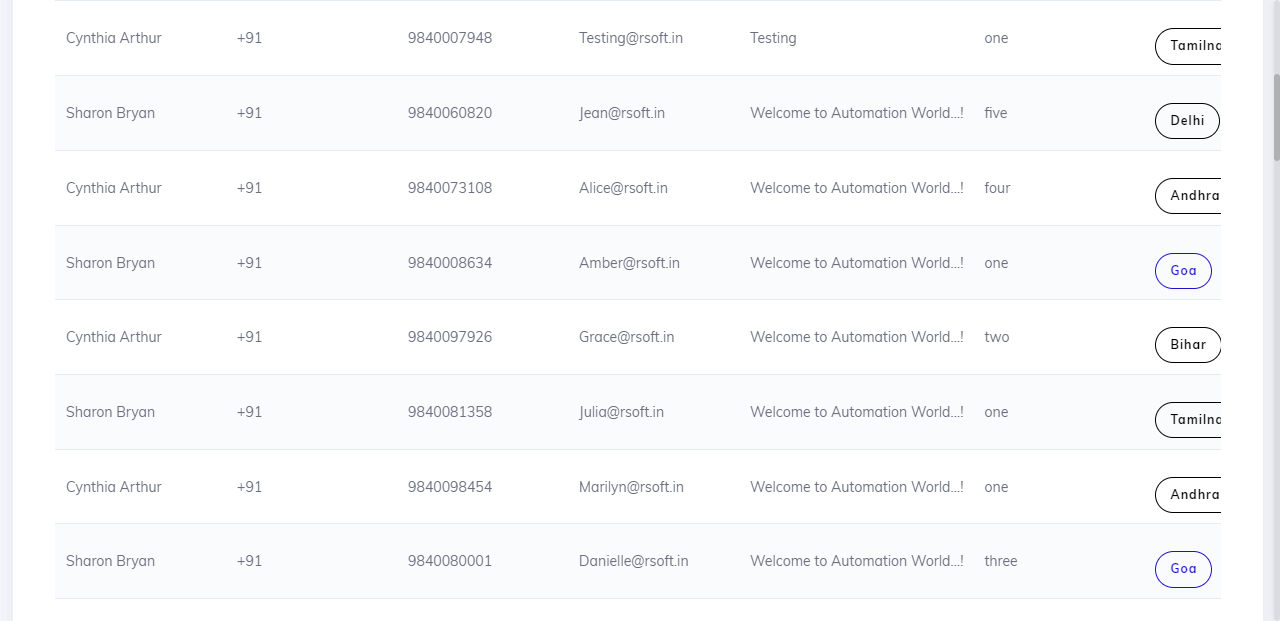 Cynthia Arthur +91 9840007948 Testing@rsoft.in Testing one Tamilna
Sharon Bryan +91 9840060820 Jean@rsoft.in Welcome to Automation World...! five Delhi
Cynthia Arthur +91 9840073108 Alice@rsoft.in Welcome to Automation World...! four Andhra
Sharon Bryan +91 9840008634 Amber@rsoft.in Welcome to Automation World...! one Goa
Cynthia Arthur +91 9840097926 Grace@rsoft.in Welcome to Automation World...! two Bihar
Sharon Bryan +91 9840081358 Julia@rsoft.in Welcome to Automation World...! one Tamilna
Cynthia Arthur +91 9840098454 Marilyn@rsoft.in Welcome to Automation World...! one Andhra
Sharon Bryan +91 9840080001 Danielle@rsoft.in Welcome to Automation World...! three Goa